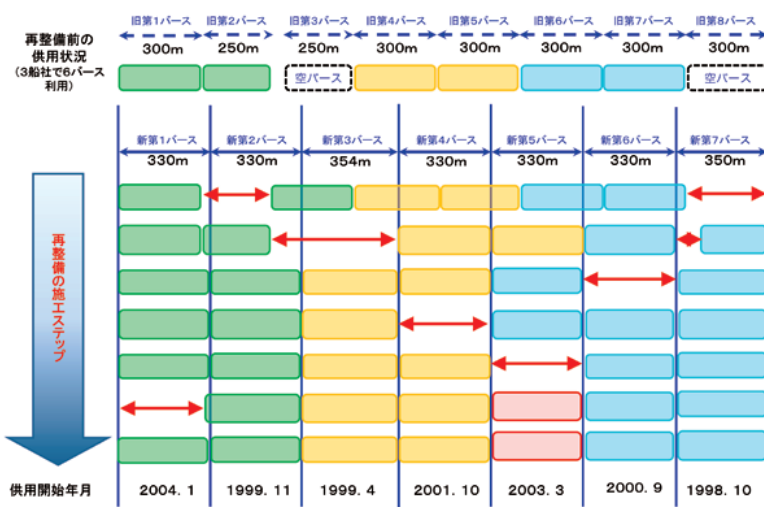 再整備前の
供用状況
(3船社で6バース
利用)
旧第1バース 旧第2バース 旧第3バース 旧第4バース 旧第5バース 旧第6バース 旧第7バース 旧第8バース
300m 250m 250m 300m 300m 300m 300m 300m
空バース 空バース
新第1バース 新第2バース 新第3バース 新第4バース 新第5バース 新第6バース 新第7バース
330m 330m 354m 330m 330m 330m 350m
再整備の施工ステップ
供用開始年月 2004. 1 1999. 11 1999. 4 2001. 10 2003. 3 2000. 9 1998. 10